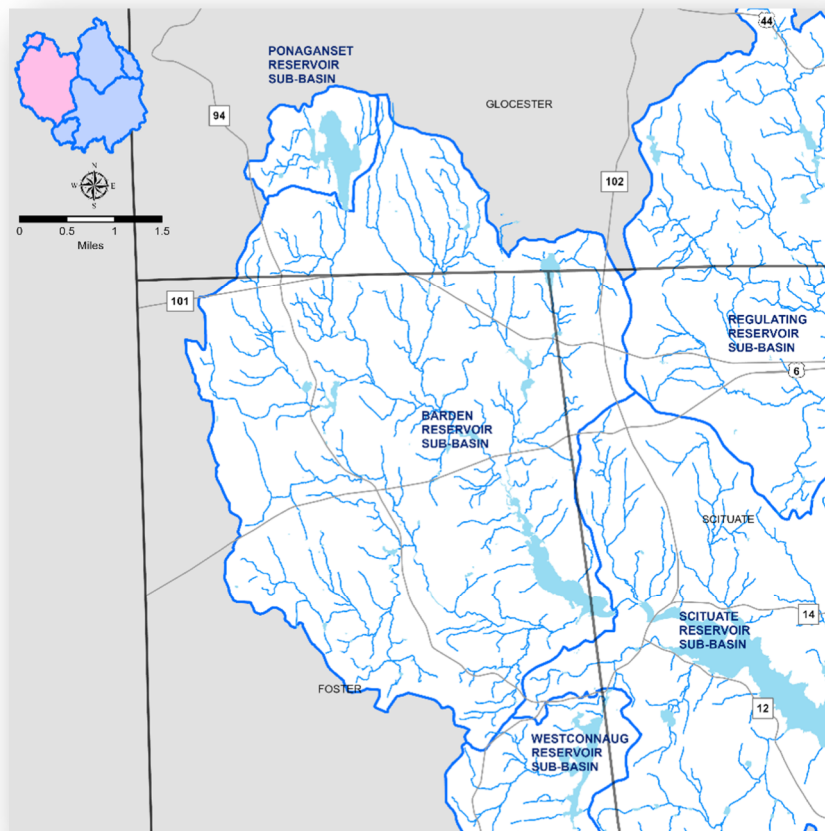 PONAGANSET
RESERVOIR
SUB-BASIN
44
GLOCESTER
94
N
W E
S
102
0 0.5 1 1.5
Miles
101
REGULATING
RESERVOIR
SUB-BASIN
6
BARDEN
RESERVOIR
SUB-BASIN
SCITUATE
14
SCITUATE
RESERVOIR
SUB-BASIN
FOSTER
12
WESTCONNAUG
RESERVOIR
SUB-BASIN